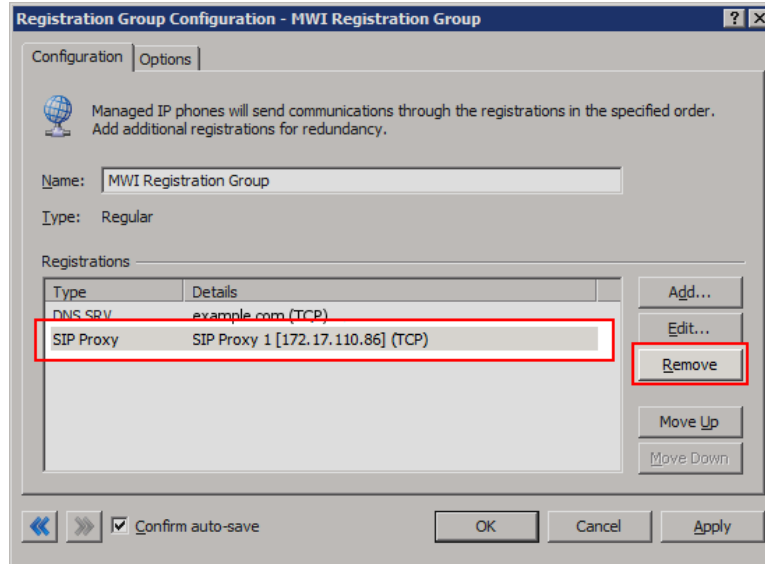 Registration Group Configuration - MWI Registration Group
Configuration Options
Managed IP phones will send communications through the registrations in the specified order.
Add additional registrations for redundancy.
Name: MWI Registration Group
Type: Regular
Registrations
Type Details
DNS SRV example.com (TCP)
SIP Proxy SIP Proxy 1 [172.17.110.86] (TCP)
Add...
Edit...
Remove
Move Up
Move Down
Confirm auto-save OK Cancel Apply